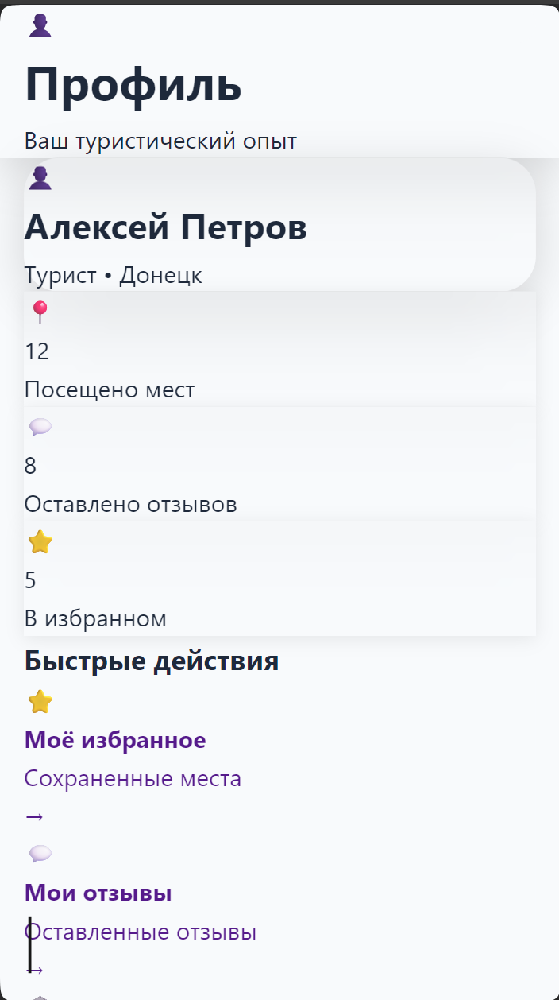 Профиль
Ваш туристический опыт
Алексей Петров
Турист • Донецк
12
Посещено мест
8
Оставлено отзывов
5
В избранном
Быстрые действия
Моё избранное
Сохраненные места
→
Мои отзывы
Оставленные отзывы
→